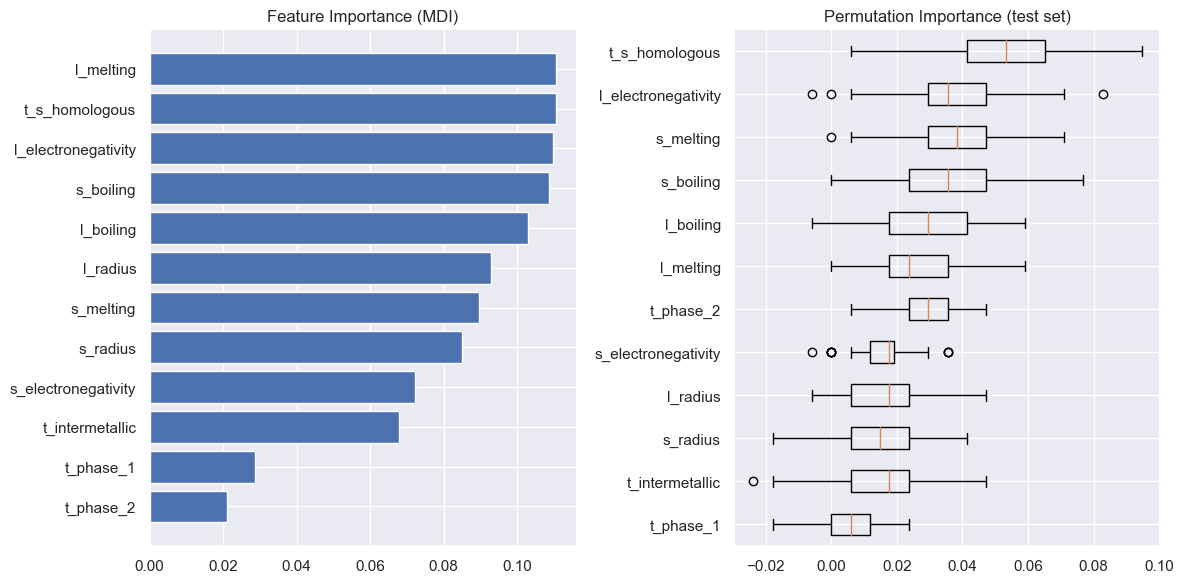 Feature Importance (MDI)
l_melting
t_s_homologous
l_electronegativity
s_boiling
l_boiling
l_radius
s_melting
s_radius
s_electronegativity
t_intermetallic
t_phase_1
t_phase_2
0.00 0.02 0.04 0.06 0.08 0.10
Permutation Importance (test set)
t_s_homologous
l_electronegativity
s_melting
s_boiling
l_boiling
l_melting
t_phase_2
s_electronegativity
l_radius
s_radius
t_intermetallic
t_phase_1
−0.02 0.00 0.02 0.04 0.06 0.08 0.10